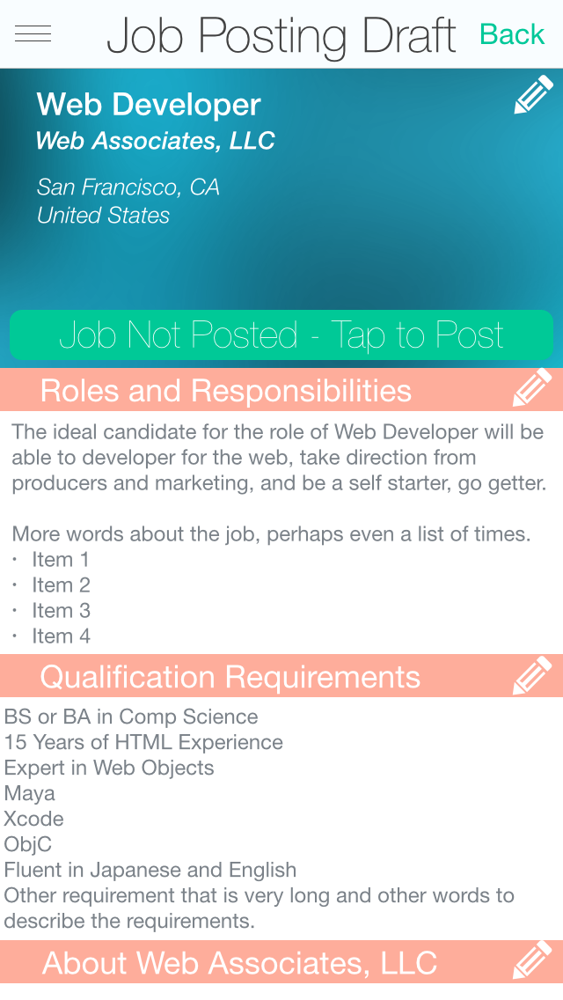 Job Posting Draft
Back
Web Developer
Web Associates, LLC
San Francisco, CA
United States
Job Not Posted - Tap to Post
Roles and Responsibilities
The ideal candidate for the role of Web Developer will be
able to developer for the web, take direction from
producers and marketing, and be a self starter, go getter.
More words about the job, perhaps even a list of times.
• Item 1
• Item 2
• Item 3
• Item 4
Qualification Requirements
BS or BA in Comp Science
15 Years of HTML Experience
Expert in Web Objects
Maya
Xcode
ObjC
Fluent in Japanese and English
Other requirement that is very long and other words to
describe the requirements.
About Web Associates, LLC